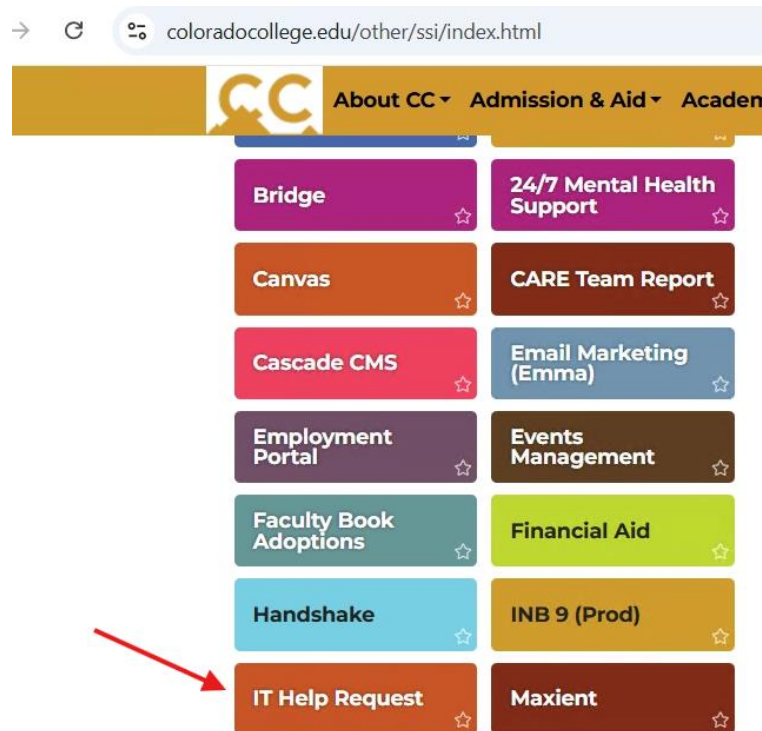 coloradocollege.edu/other/ssi/index.html
CC
About CC Admission & Aid Academ
Bridge
24/7 Mental Health
Support
Canvas
CARE Team Report
Cascade CMS
Email Marketing
(Emma)
Employment
Portal
Events
Management
Faculty Book
Adoptions
Financial Aid
Handshake
INB 9 (Prod)
IT Help Request
Maxient